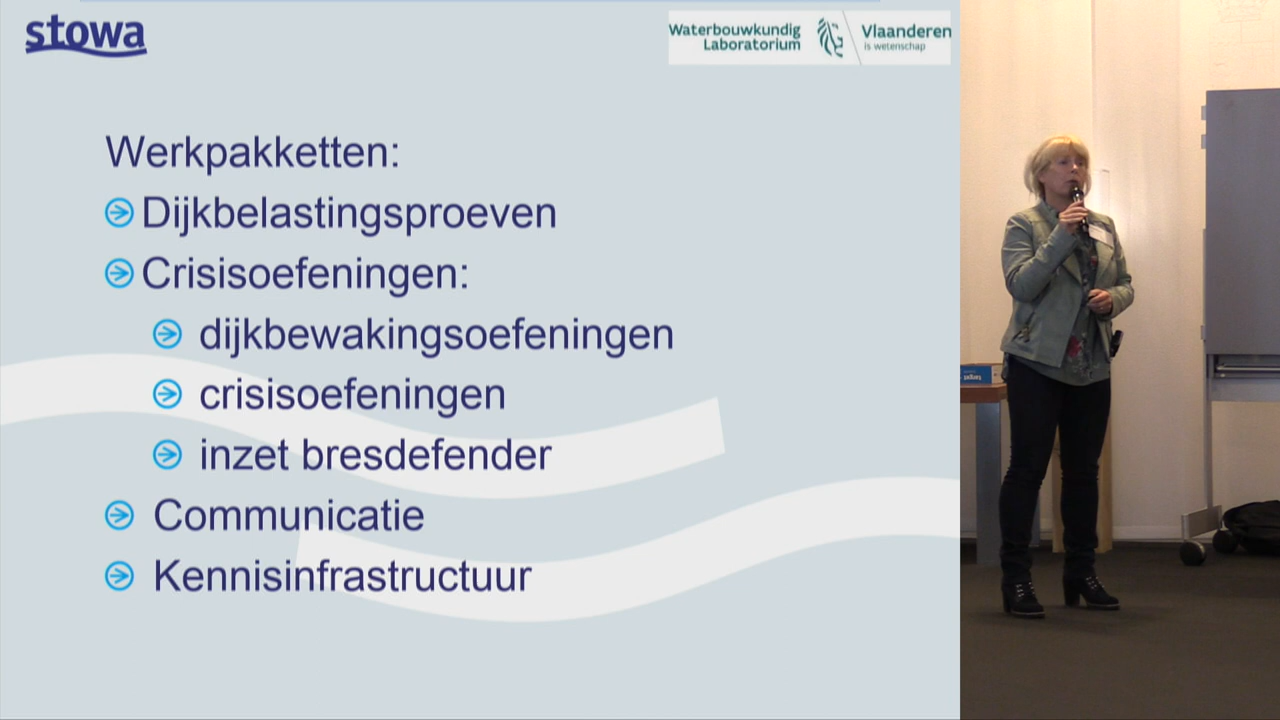 stowa
Waterbouwkundig
Laboratorium
Vlaanderen
is wetenschap
Werkpakketten:
Dijkbelastingsproeven
Crisisoefeningen:
dijkbewakingsoefeningen
crisisoefeningen
inzet bresdefender
Communicatie
Kennisinfrastructuur